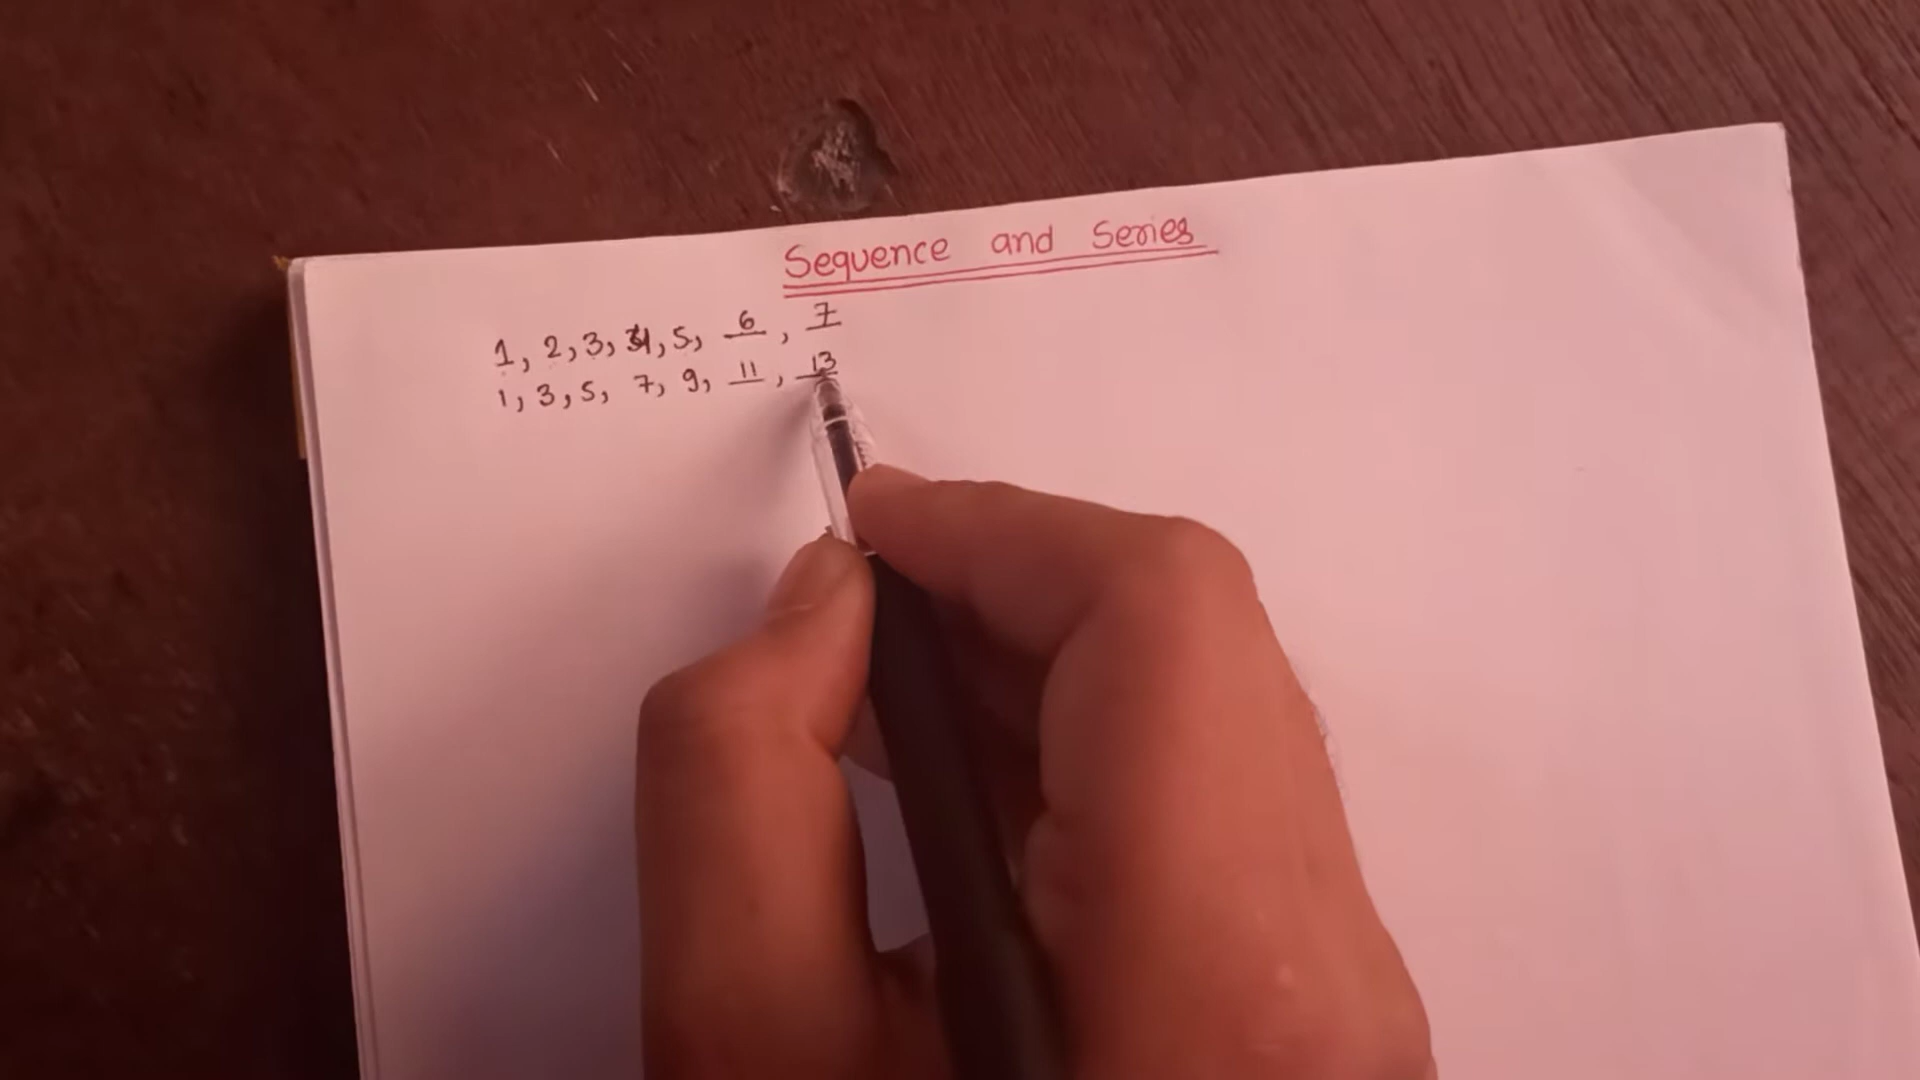 Sequence and Series
1, 2, 3, 4, 5, 6, 7
1, 3, 5, 7, 9, 11, 13